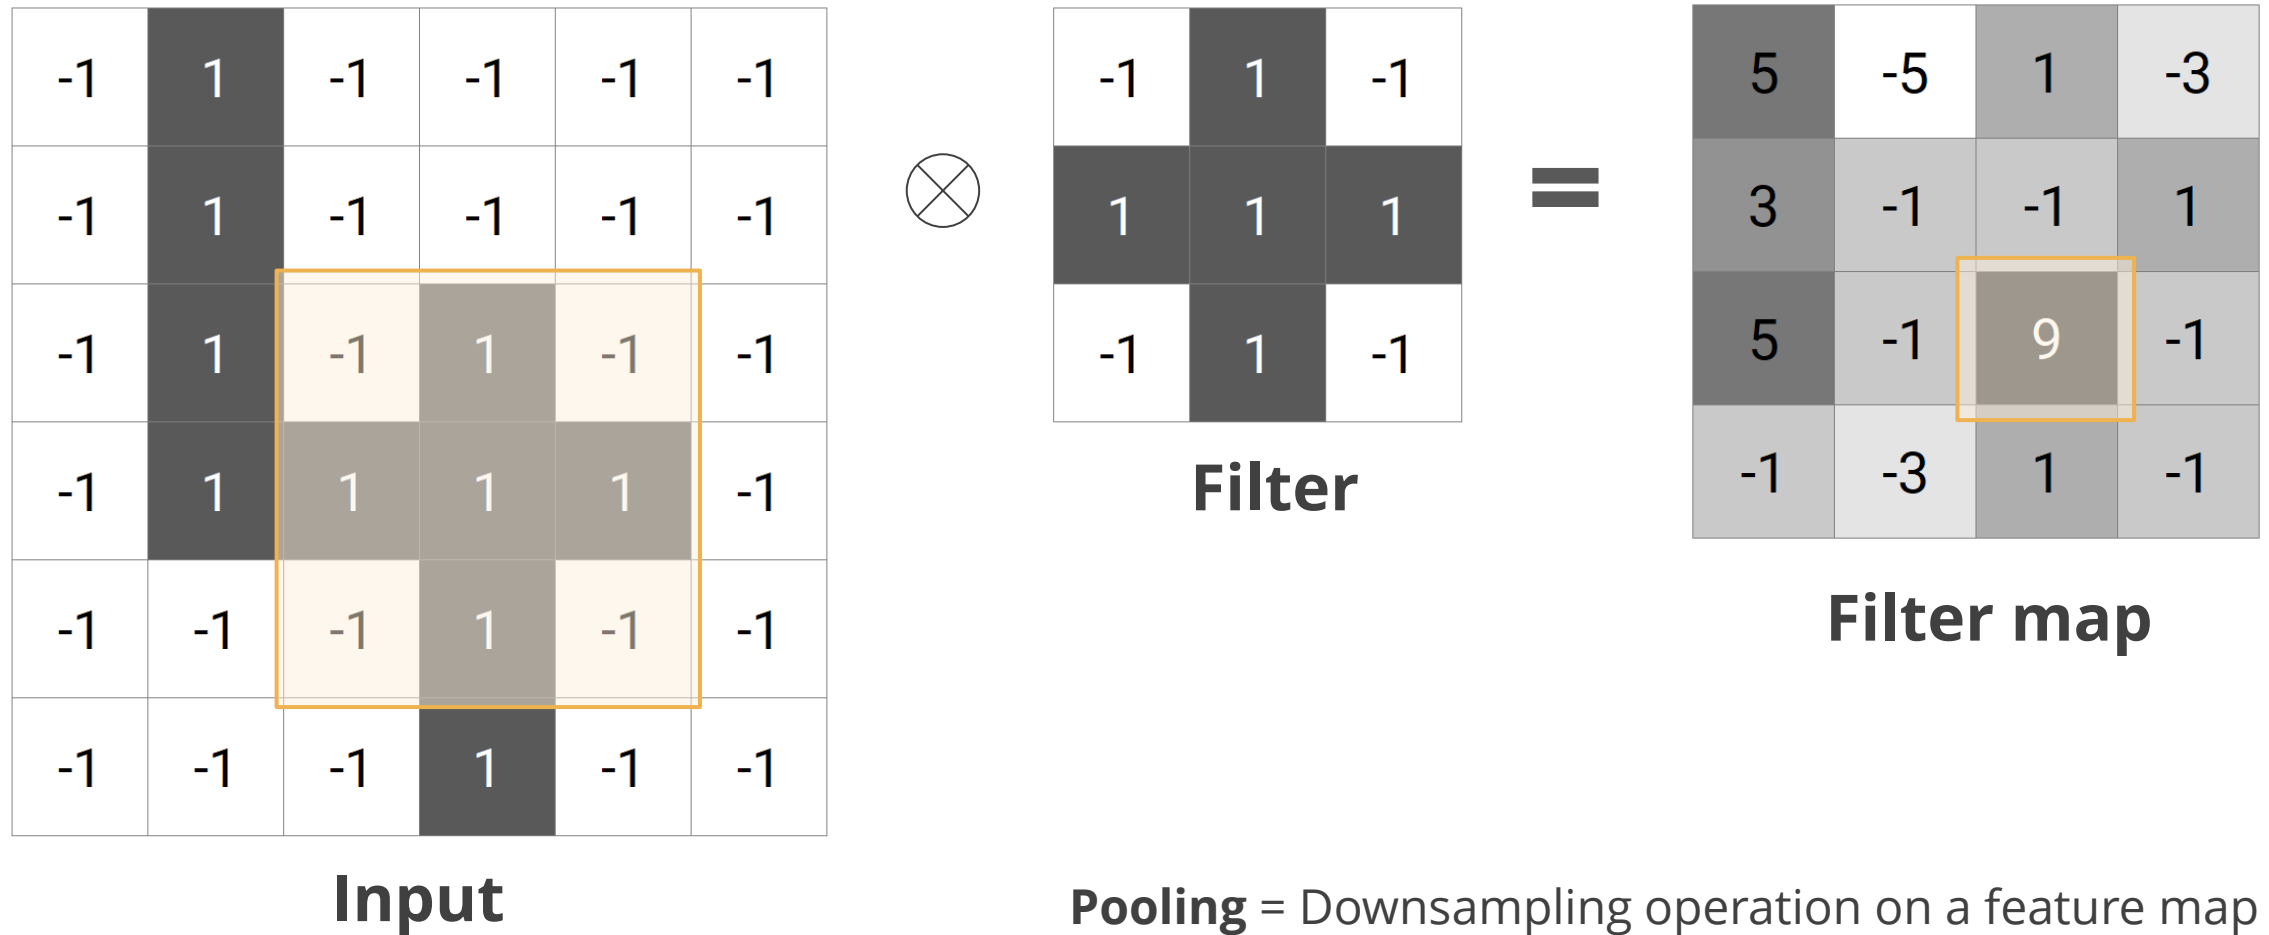 -1 1 -1 -1 -1 -1
-1 1 -1 -1 -1 -1
-1 1 -1 1 -1 -1
-1 1 1 1 1 -1
-1 -1 -1 1 -1 -1
-1 -1 -1 1 -1 -1
Input
-1 1 -1
1 1 1
-1 1 -1
Filter
=
5 -5 1 -3
3 -1 -1 1
5 -1 9 -1
-1 -3 1 -1
Filter map
Pooling = Downsampling operation on a feature map